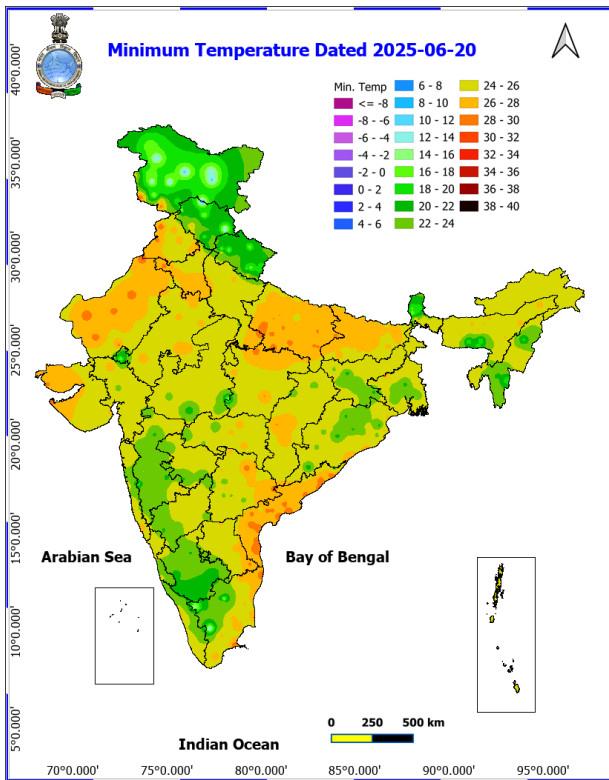 Minimum Temperature Dated 2025-06-20
Min. Temp
<= -8
-8 - -6
-6 - -4
-4 - -2
-2 - 0
0 - 2
2 - 4
4 - 6
6 - 8
8 - 10
10 - 12
12 - 14
14 - 16
16 - 18
18 - 20
20 - 22
22 - 24
24 - 26
26 - 28
28 - 30
30 - 32
32 - 34
34 - 36
36 - 38
38 - 40
40°0.000'
35°0.000'
30°0.000'
25°0.000'
20°0.000'
15°0.000'
10°0.000'
5°0.000'
Arabian Sea
Bay of Bengal
0 250 500 km
Indian Ocean
70°0.000' 75°0.000' 80°0.000' 85°0.000' 90°0.000' 95°0.000'